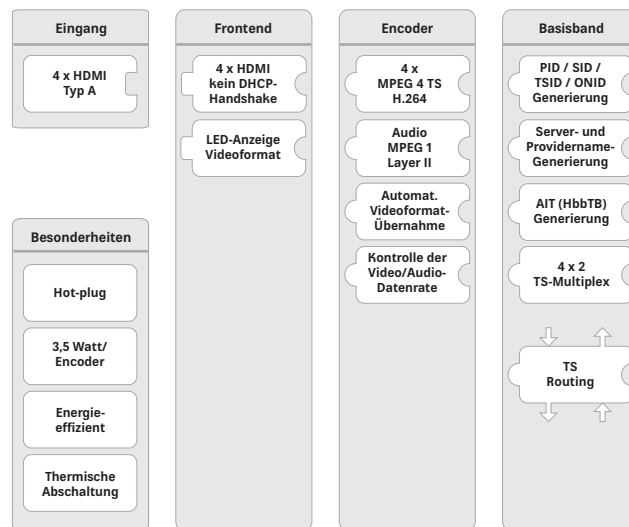 Eingang
4 x HDMI
Typ A
Besonderheiten
Hot-plug
3,5 Watt/
Encoder
Energie-
effizient
Thermische
Abschaltung
Frontend
4 x HDMI
kein DHCP-
Handshake
LED-Anzeige
Videoformat
Encoder
4 x
MPEG 4 TS
H.264
Audio
MPEG 1
Layer II
Automat.
Videoformat-
Übernahme
Kontrolle der
Video/Audio-
Datenrate
Basisband
PID / SID /
TSID / ONID
Generierung
Server- und
Providername-
Generierung
AIT (HbbTB)
Generierung
4 x 2
TS-Multiplex
TS
Routing